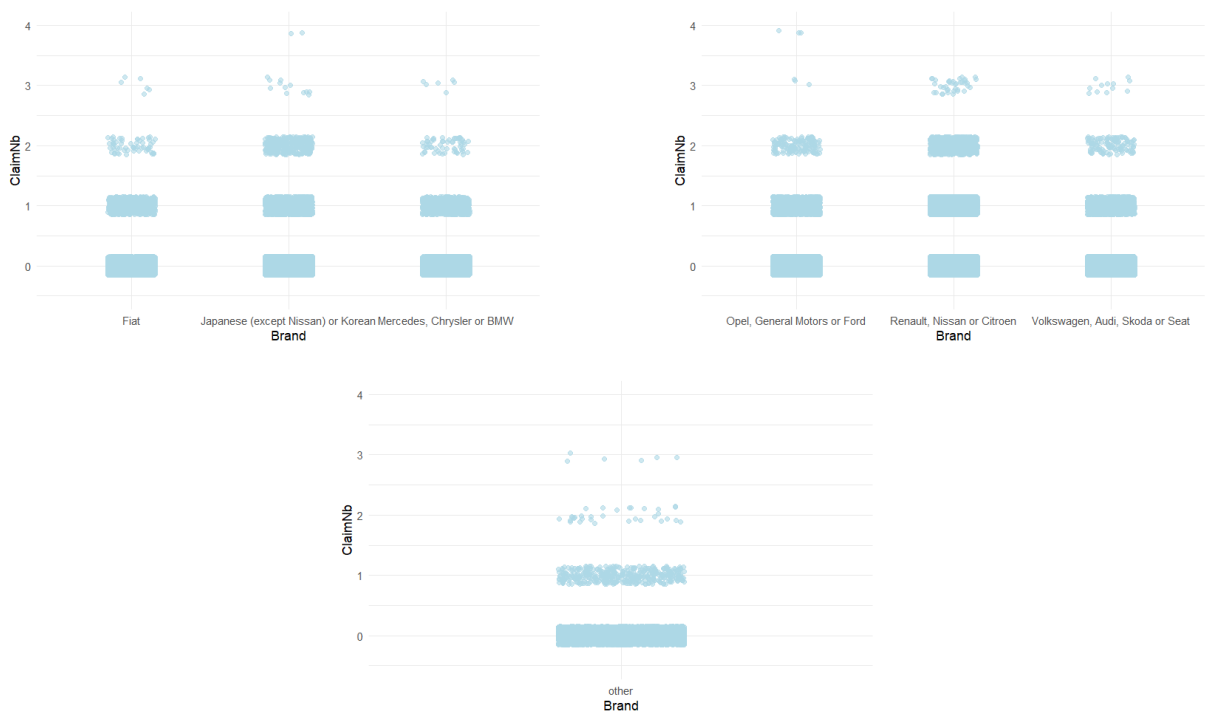 4
3
2
1
0
ClaimNb
Fiat Japanese (except Nissan) or Korean Mercedes, Chrysler or BMW
Brand
4
3
2
1
0
ClaimNb
Opel, General Motors or Ford Renault, Nissan or Citroen Volkswagen, Audi, Skoda or Seat
Brand
4
3
2
1
0
ClaimNb
other
Brand